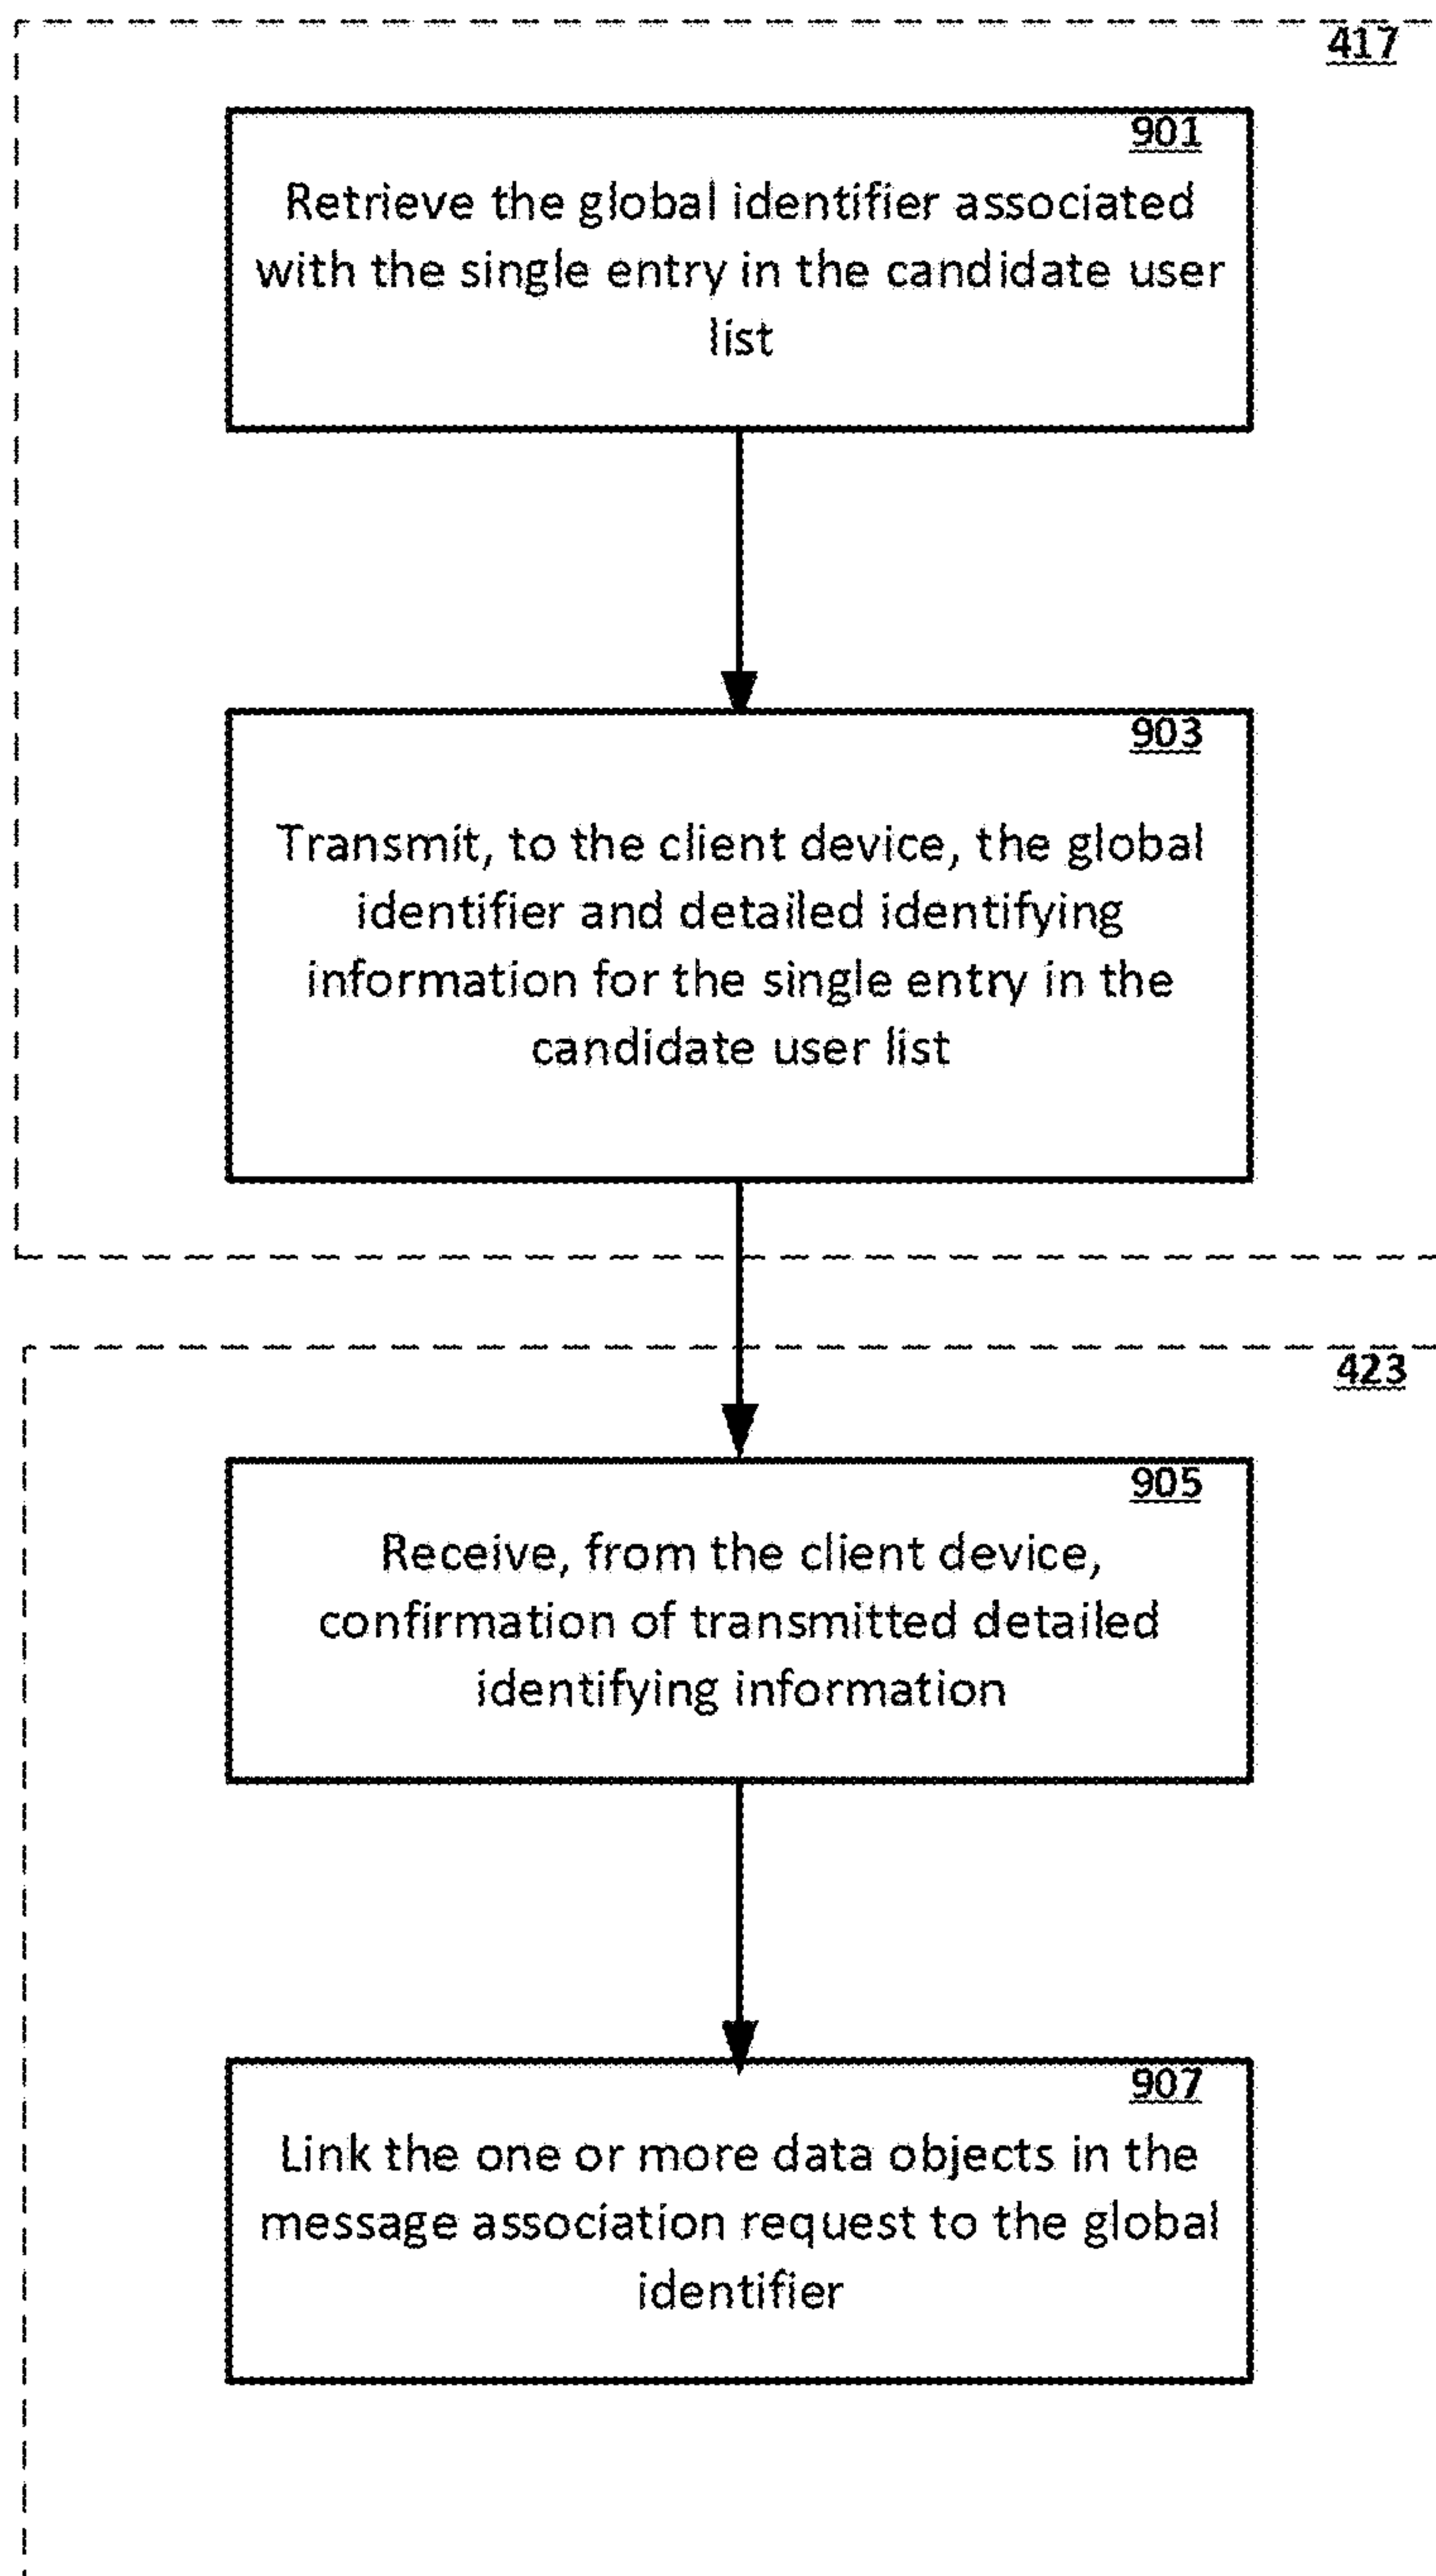 417
901
Retrieve the global identifier associated
with the single entry in the candidate user
list
903
Transmit, to the client device, the global
identifier and detailed identifying
information for the single entry in the
candidate user list
423
905
Receive, from the client device,
confirmation of transmitted detailed
identifying information
907
Link the one or more data objects in the
message association request to the global
identifier